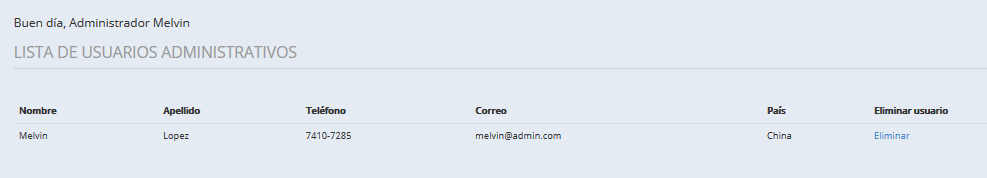 Buen día, Administrador Melvin
LISTA DE USUARIOS ADMINISTRATIVOS
Nombre Apellido Teléfono Correo País Eliminar usuario
Melvin Lopez 7410-7285 melvin@admin.com China Eliminar